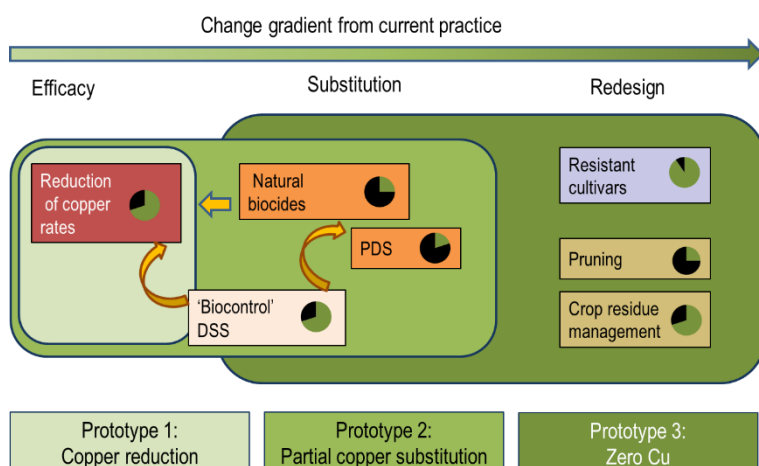 Change gradient from current practice
Efficacy
Substitution
Redesign
Reduction
of copper
rates
Natural
biocides
PDS
‘Biocontrol’
DSS
Resistant
cultivars
Pruning
Crop residue
management
Prototype 1:
Copper reduction
Prototype 2:
Partial copper substitution
Prototype 3:
Zero Cu